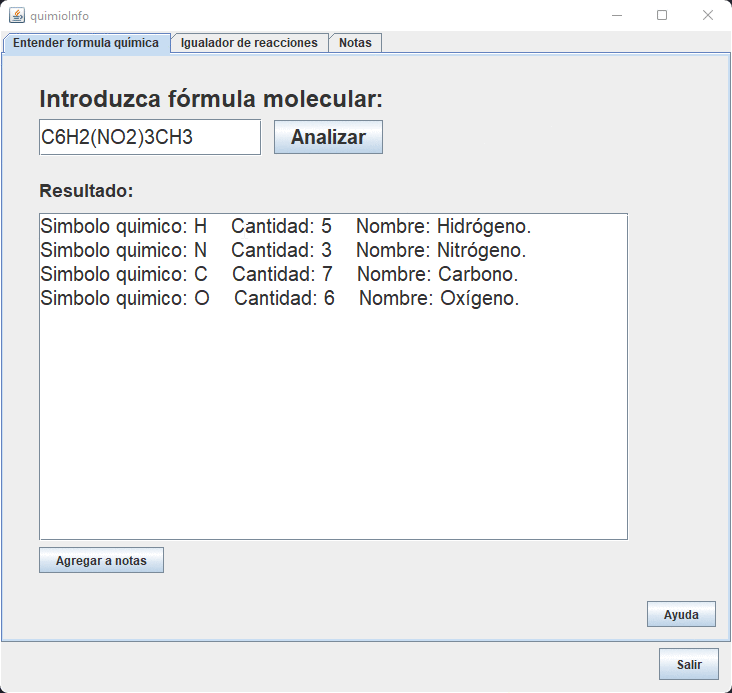 quimioInfo
Entender formula química Igualador de reacciones Notas
Introduzca fórmula molecular:
C6H2(NO2)3CH3 Analizar
Resultado:
Simbolo quimico: H Cantidad: 5 Nombre: Hidrógeno.
Simbolo quimico: N Cantidad: 3 Nombre: Nitrógeno.
Simbolo quimico: C Cantidad: 7 Nombre: Carbono.
Simbolo quimico: O Cantidad: 6 Nombre: Oxígeno.
Agregar a notas
Ayuda
Salir